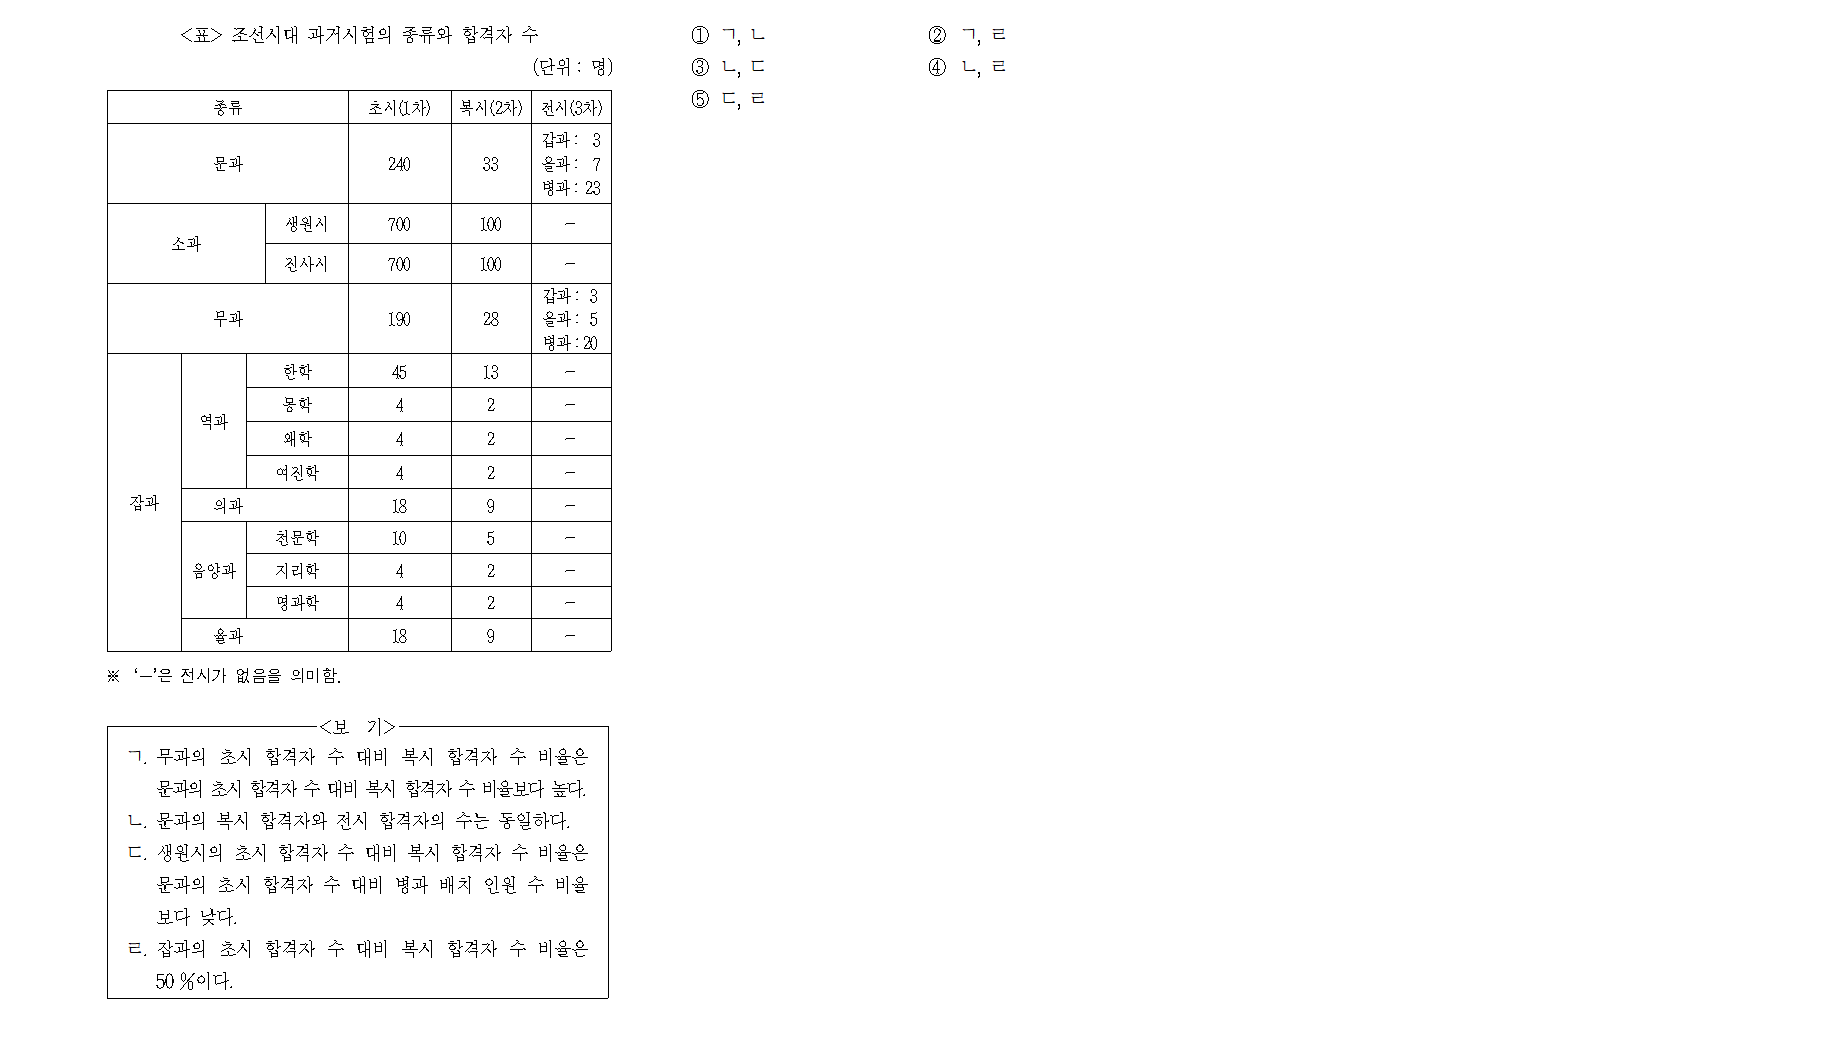 <표> 조선시대 과거시험의 종류와 합격자 수
(단위 : 명)
종류 초시(1차) 복시(2차) 전시(3차)
문과 240 33 갑과 : 3
을과 : 7
병과 : 23
소과 생원시 700 100 －
진사시 700 100 －
무과 190 28 갑과 : 3
을과 : 5
병과 : 20
잡과 역과 한학 45 13 －
몽학 4 2 －
왜학 4 2 －
여진학 4 2 －
의과 18 9 －
음양과 천문학 10 5 －
지리학 4 2 －
명과학 4 2 －
율과 18 9 －
※ ‘－’은 전시가 없음을 의미함.
<보 기>
ㄱ. 무과의 초시 합격자 수 대비 복시 합격자 수 비율은
문과의 초시 합격자 수 대비 복시 합격자 수 비율보다 높다.
ㄴ. 문과의 복시 합격자와 전시 합격자의 수는 동일하다.
ㄷ. 생원시의 초시 합격자 수 대비 복시 합격자 수 비율은
문과의 초시 합격자 수 대비 병과 배치 인원 수 비율
보다 낮다.
ㄹ. 잡과의 초시 합격자 수 대비 복시 합격자 수 비율은
50 %이다.
① ㄱ, ㄴ ② ㄱ, ㄹ
③ ㄴ, ㄷ ④ ㄴ, ㄹ
⑤ ㄷ, ㄹ